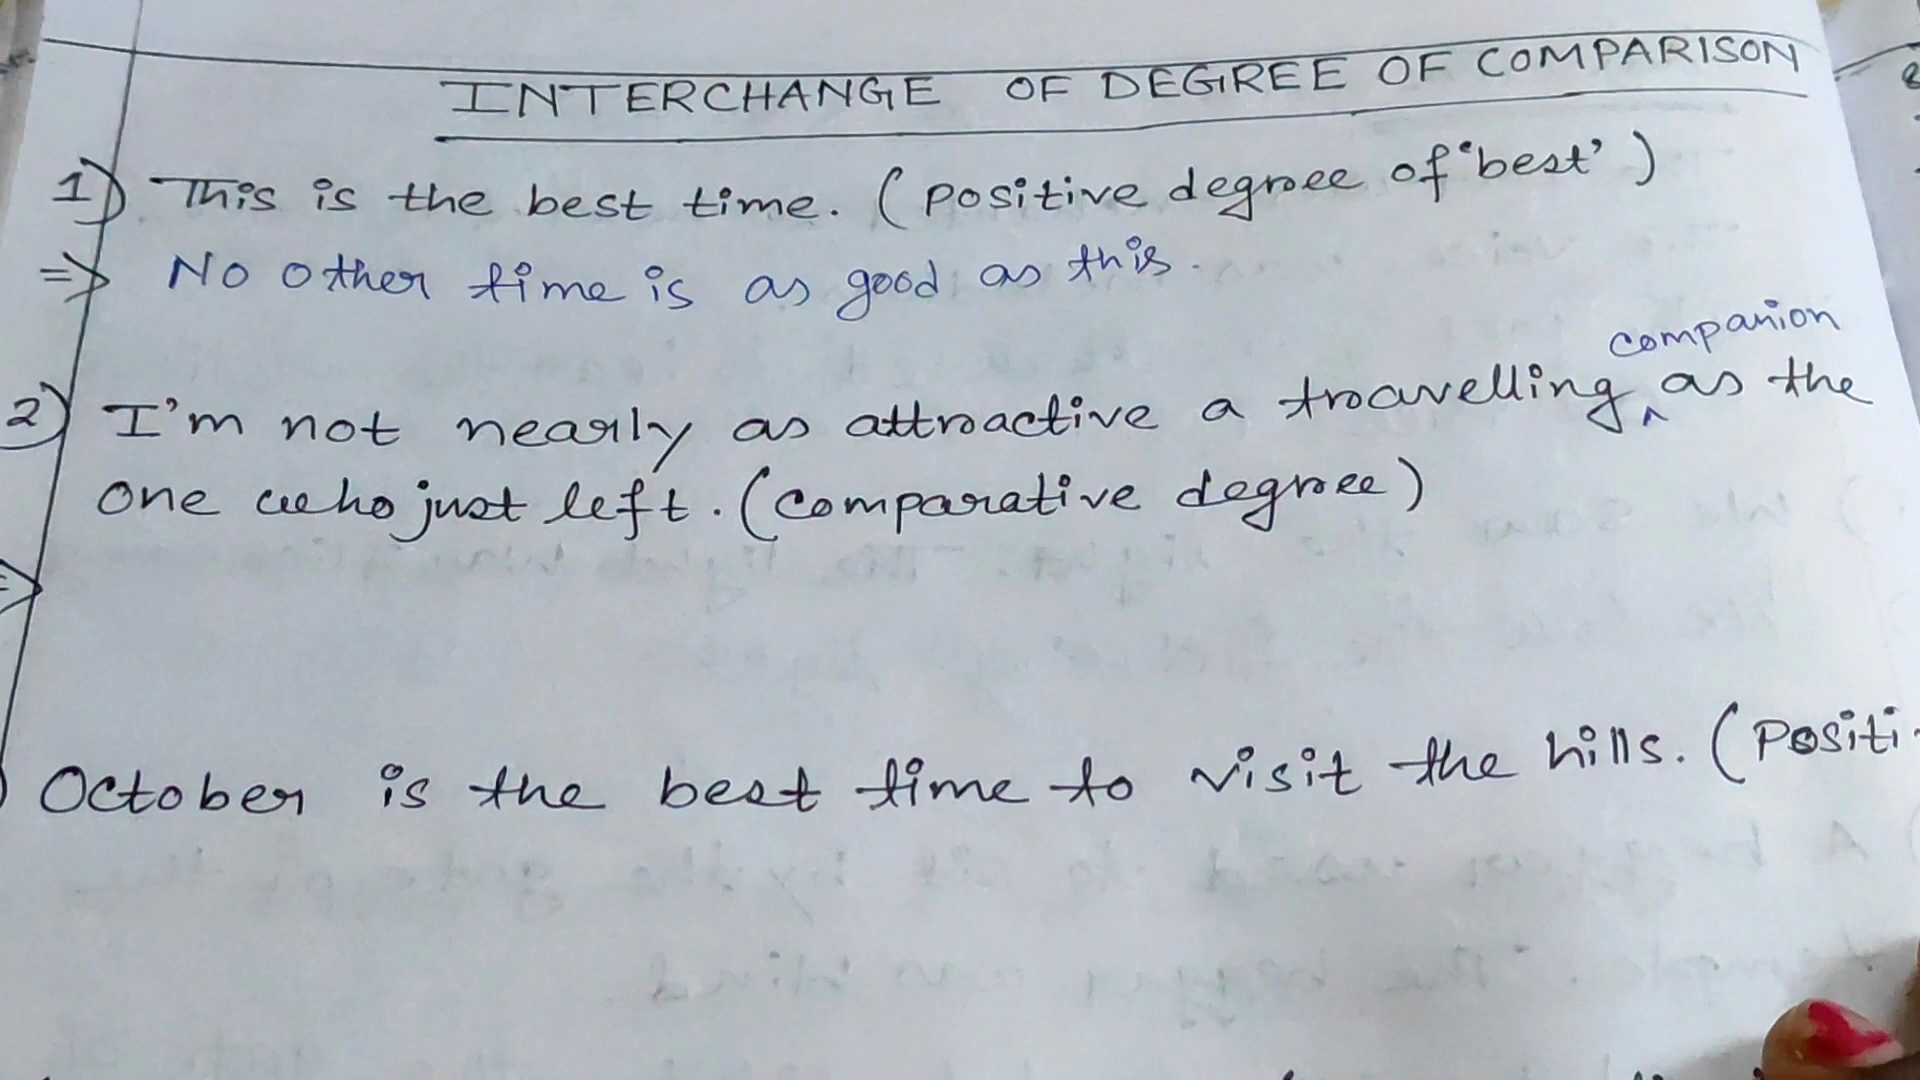 INTERCHANGE OF DEGREE OF COMPARISON
1) This is the best time. (positive degree of 'best')
=> No other time is as good as this.
companion
2) I'm not nearly as attractive a travelling ^ as the
one who just left. (comparative degree)
=>
October is the best time to visit the hills. (Positi